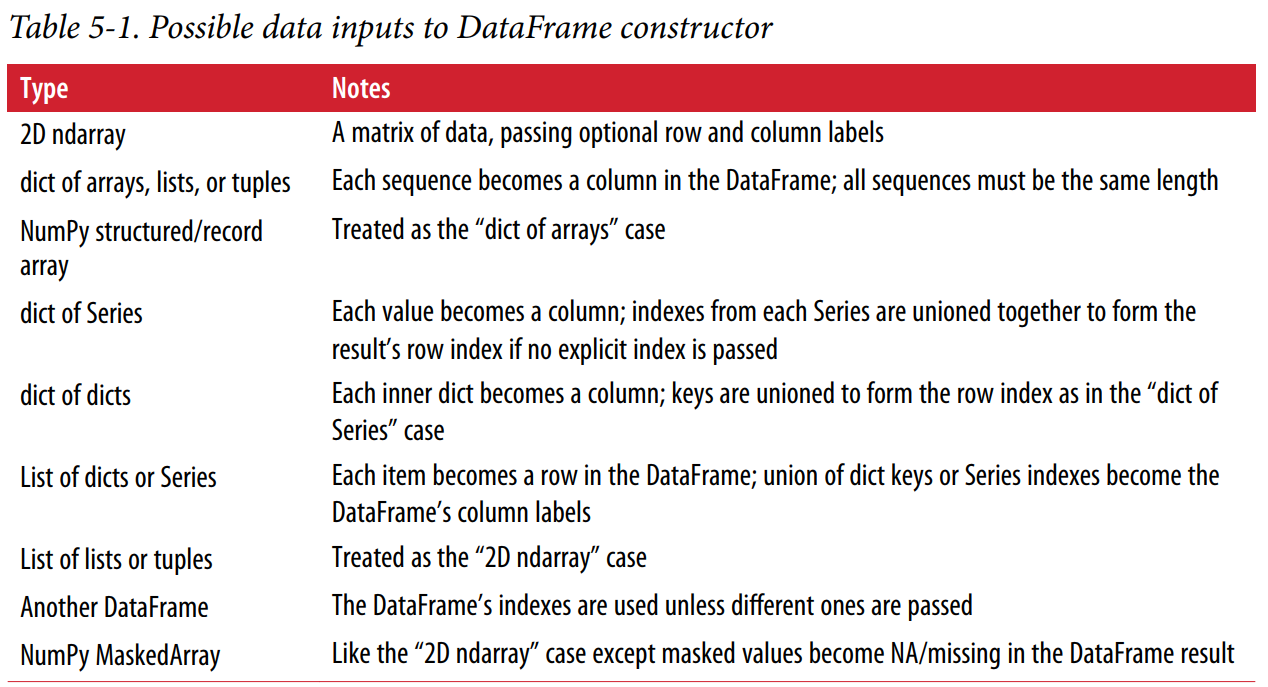 Table 5-1. Possible data inputs to DataFrame constructor
Type Notes
2D ndarray A matrix of data, passing optional row and column labels
dict of arrays, lists, or tuples Each sequence becomes a column in the DataFrame; all sequences must be the same length
NumPy structured/record Treated as the “dict of arrays” case
array
dict of Series Each value becomes a column; indexes from each Series are unioned together to form the
result’s row index if no explicit index is passed
dict of dicts Each inner dict becomes a column; keys are unioned to form the row index as in the “dict of
Series” case
List of dicts or Series Each item becomes a row in the DataFrame; union of dict keys or Series indexes become the
DataFrame’s column labels
List of lists or tuples Treated as the “2D ndarray” case
Another DataFrame The DataFrame’s indexes are used unless different ones are passed
NumPy MaskedArray Like the “2D ndarray” case except masked values become NA/missing in the DataFrame result